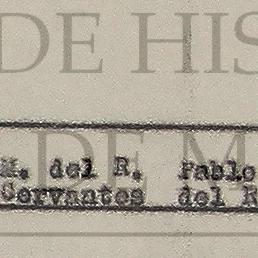 DE HIS
M. del R. Pablo
Cervantes del R
DE M